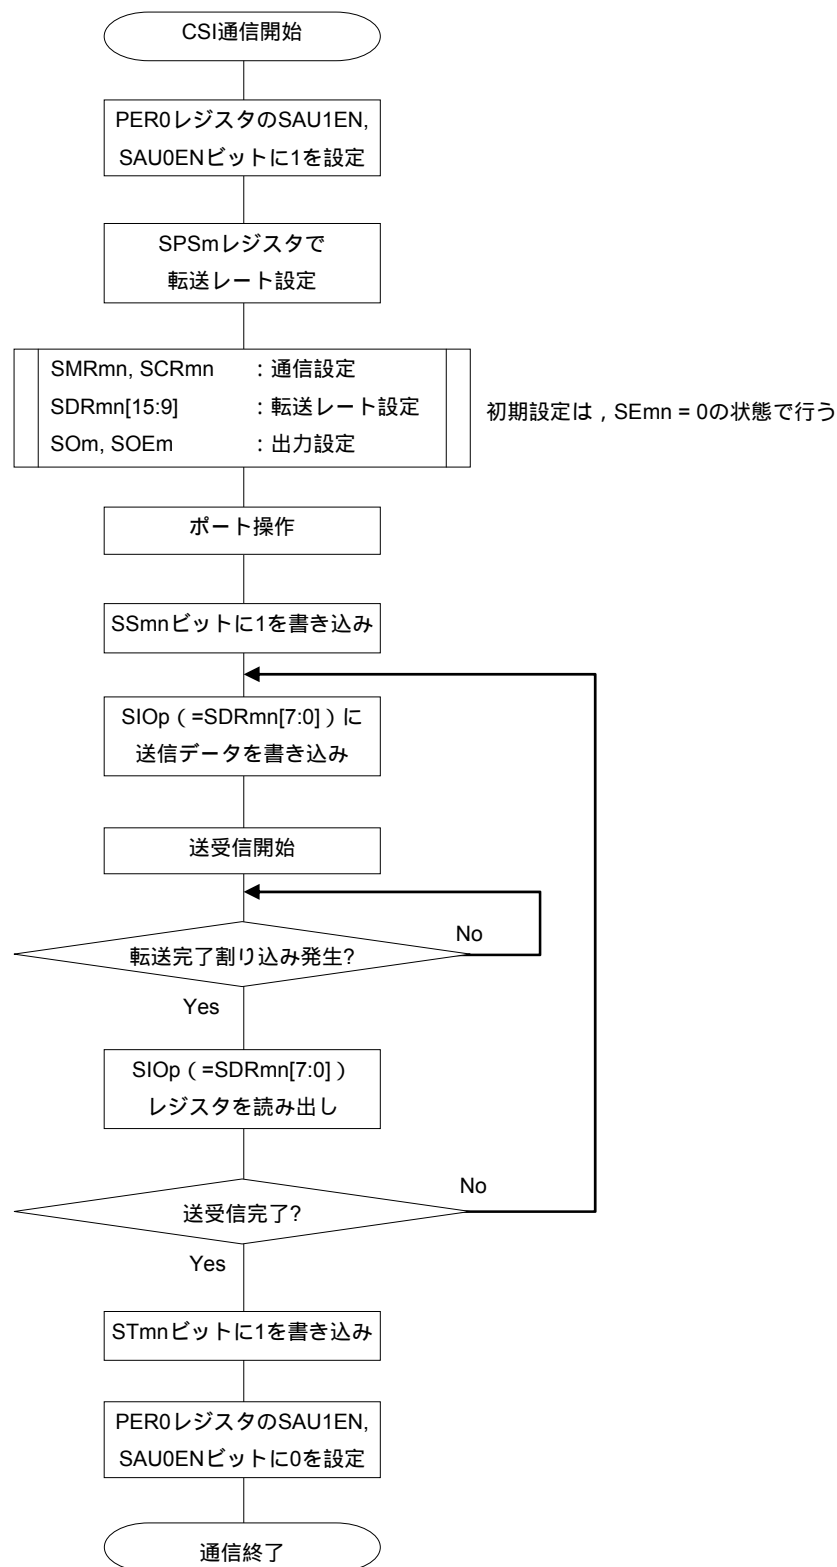 CSI通信開始
PER0レジスタのSAU1EN,
SAU0ENビットに1を設定
SPSmレジスタで
転送レート設定
SMRmn, SCRmn :通信設定
SDRmn[15:9] :転送レート設定
SOm, SOEm :出力設定
初期設定は,SEmn = 0の状態で行う
ポート操作
SSmnビットに1を書き込み
SIOp(=SDRmn[7:0])に
送信データを書き込み
送受信開始
転送完了割り込み発生?
No
Yes
SIOp(=SDRmn[7:0])
レジスタを読み出し
送受信完了?
No
Yes
STmnビットに1を書き込み
PER0レジスタのSAU1EN,
SAU0ENビットに0を設定
通信終了